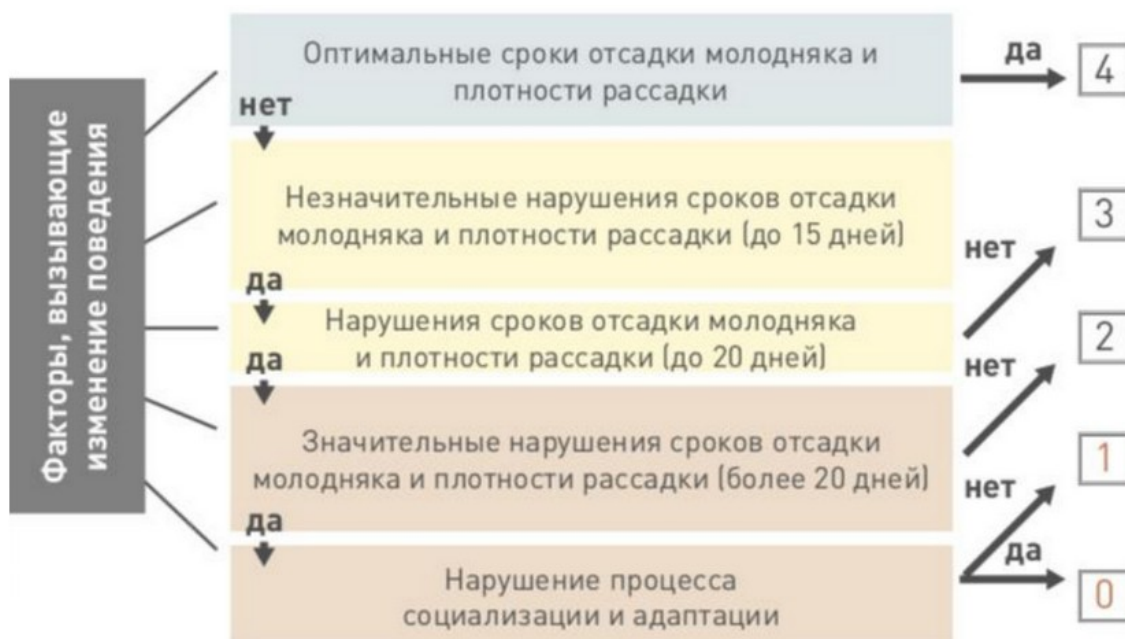 Факторы, вызывающие
изменение поведения
Оптимальные сроки отсадки молодняка и
плотности рассадки
да
4
нет
Незначительные нарушения сроков отсадки
молодняка и плотности рассадки (до 15 дней)
3
нет
да
Нарушения сроков отсадки молодняка
и плотности рассадки (до 20 дней)
2
нет
да
Значительные нарушения сроков отсадки
молодняка и плотности рассадки (более 20 дней)
1
нет
да
Нарушение процесса
социализации и адаптации
да
0